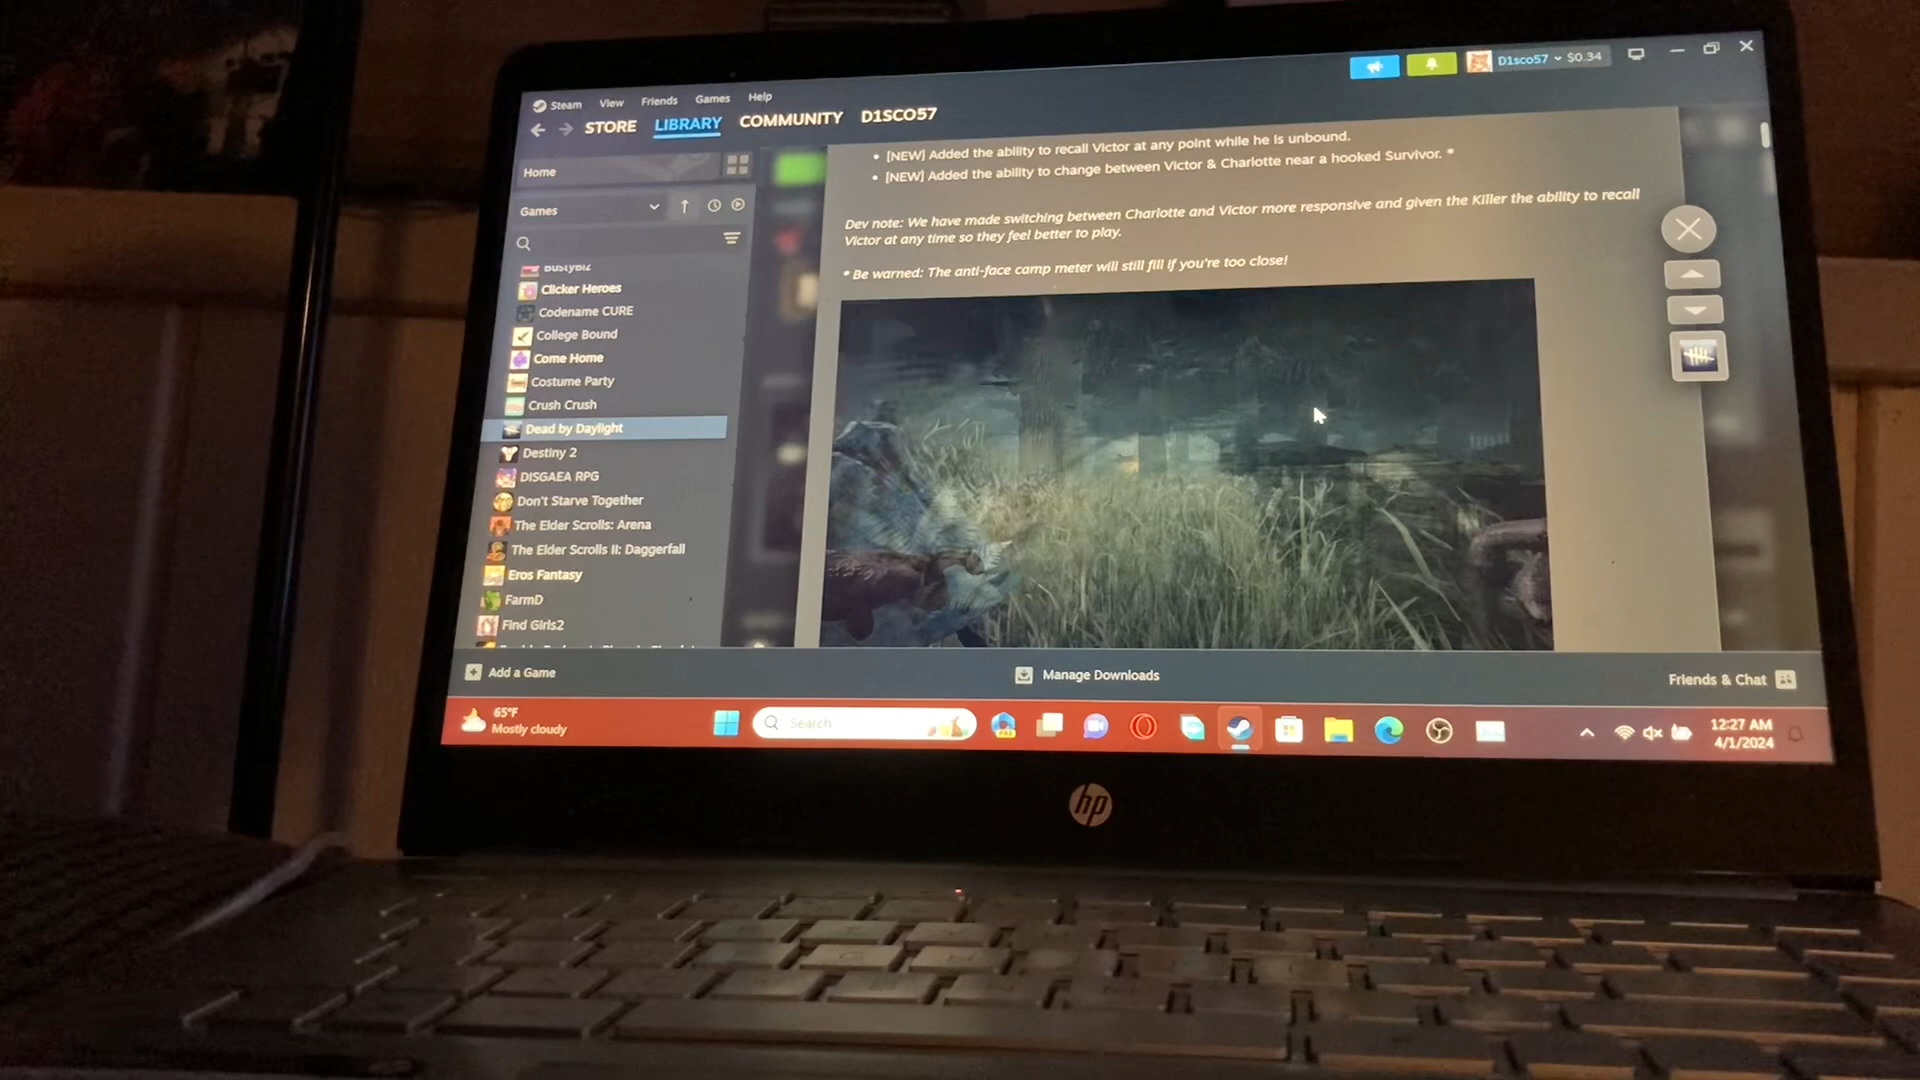 D1sco57 $0.34
Steam View Friends Games Help
STORE LIBRARY COMMUNITY D1SCO57
• [NEW] Added the ability to recall Victor at any point while he is unbound.
• [NEW] Added the ability to change between Victor & Charlotte near a hooked Survivor. *
Dev note: We have made switching between Charlotte and Victor more responsive and given the Killer the ability to recall
Victor at any time so they feel better to play.
* Be warned: The anti-face camp meter will still fill if you're too close!
Home
Games
BustyBiz
Clicker Heroes
Codename CURE
College Bound
Come Home
Costume Party
Crush Crush
Dead by Daylight
Destiny 2
DISGAEA RPG
Don't Starve Together
The Elder Scrolls: Arena
The Elder Scrolls II: Daggerfall
Eros Fantasy
FarmD
Find Girls2
Add a Game
Manage Downloads
Friends & Chat
65°F
Mostly cloudy
Search
PRE
12:27 AM
4/1/2024
hp